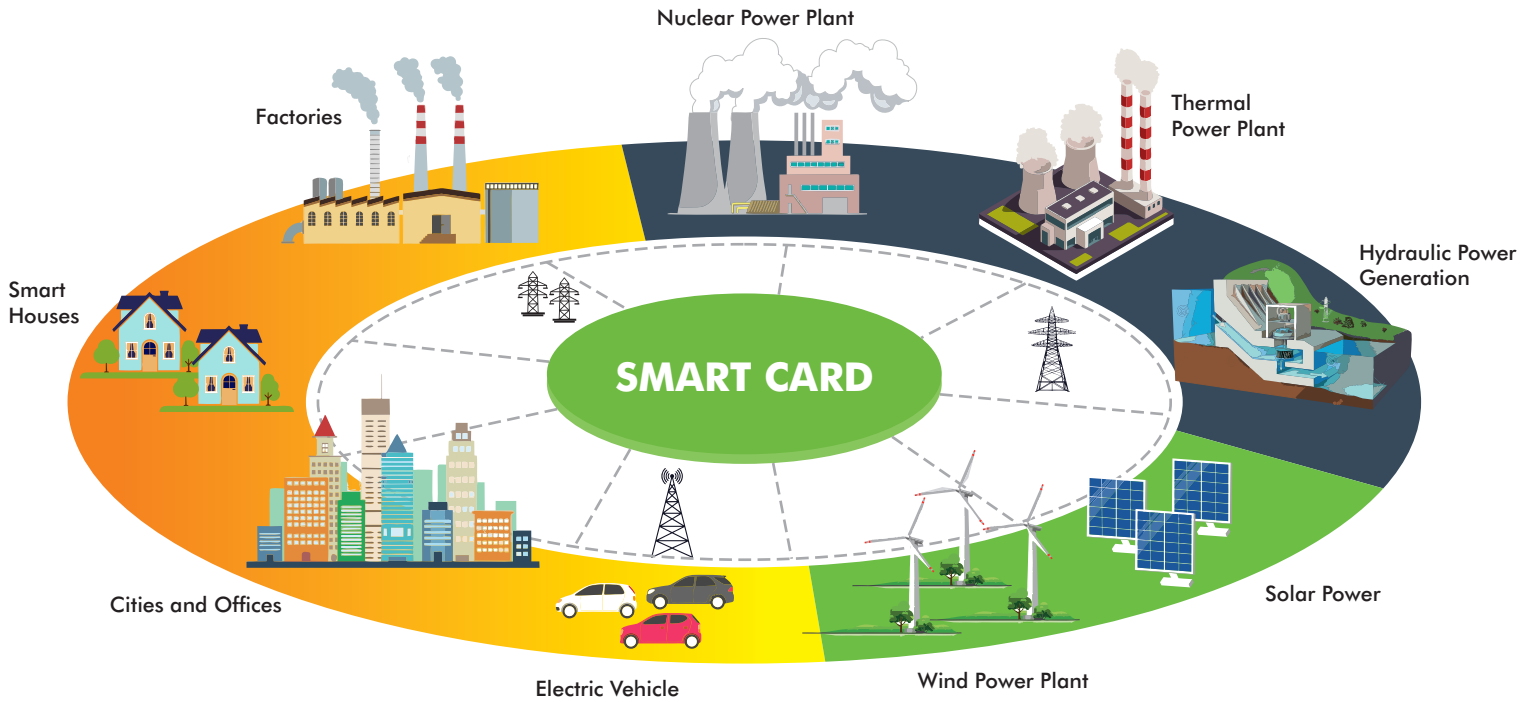 Nuclear Power Plant
Factories
Thermal
Power Plant
Hydraulic Power
Generation
Smart
Houses
SMART CARD
Cities and Offices
Solar Power
Electric Vehicle
Wind Power Plant